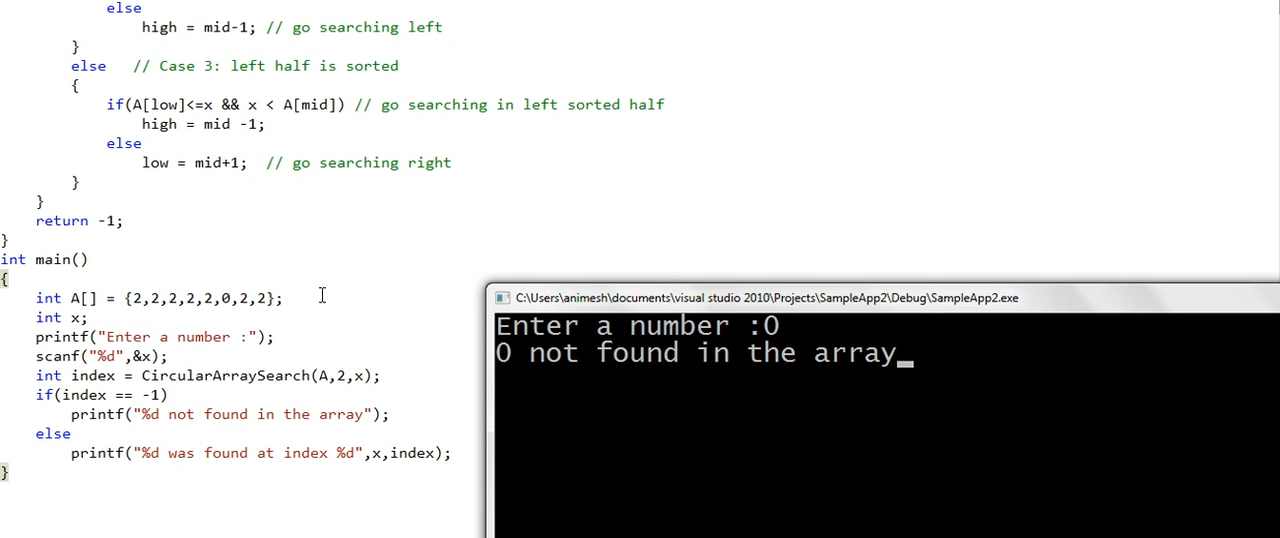 else
high = mid-1; // go searching left
}
else // Case 3: left half is sorted
{
if(A[low]<=x && x < A[mid]) // go searching in left sorted half
high = mid -1;
else
low = mid+1; // go searching right
}
}
return -1;
}
int main()
{
int A[] = {2,2,2,2,2,0,2,2};
int x;
printf("Enter a number :");
scanf("%d",&x);
int index = CircularArraySearch(A,2,x);
if(index == -1)
printf("%d not found in the array");
else
printf("%d was found at index %d",x,index);
}
C:\Users\animesh\documents\visual studio 2010\Projects\SampleApp2\Debug\SampleApp2.exe
Enter a number :0
0 not found in the array